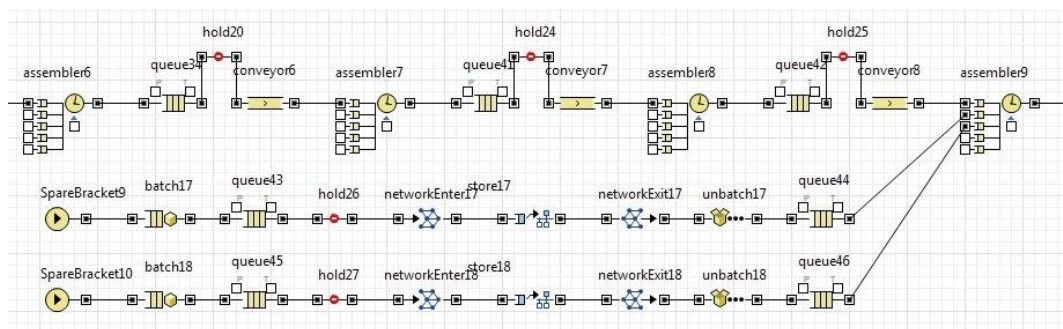 hold20 hold24 hold25
assembler6 queue34 conveyor6 assembler7 queue41 conveyor7 assembler8 queue42 conveyor8 assembler9
SpareBracket9 batch17 queue43 hold26 networkEnter17 store17 networkExit17 unbatch17 queue44
SpareBracket10 batch18 queue45 hold27 networkEnter18 store18 networkExit18 unbatch18 queue46